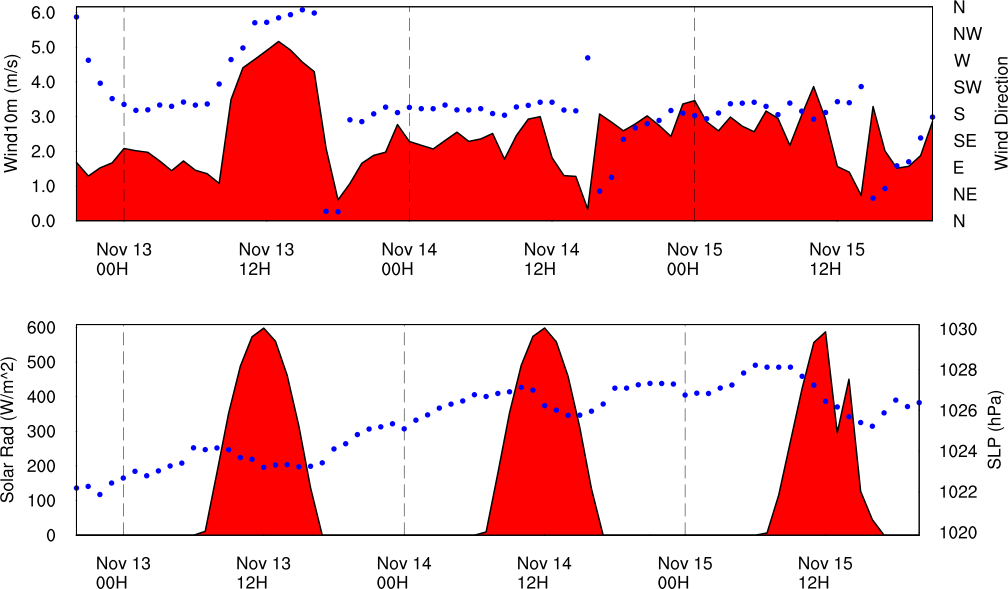 6.0
5.0
4.0
3.0
2.0
1.0
0.0
Wind10m (m/s)
N
NW
W
SW
S
SE
E
NE
N
Wind Direction
Nov 13
00H
Nov 13
12H
Nov 14
00H
Nov 14
12H
Nov 15
00H
Nov 15
12H
600
500
400
300
200
100
0
Solar Rad (W/m^2)
1030
1028
1026
1024
1022
1020
SLP (hPa)
Nov 13
00H
Nov 13
12H
Nov 14
00H
Nov 14
12H
Nov 15
00H
Nov 15
12H